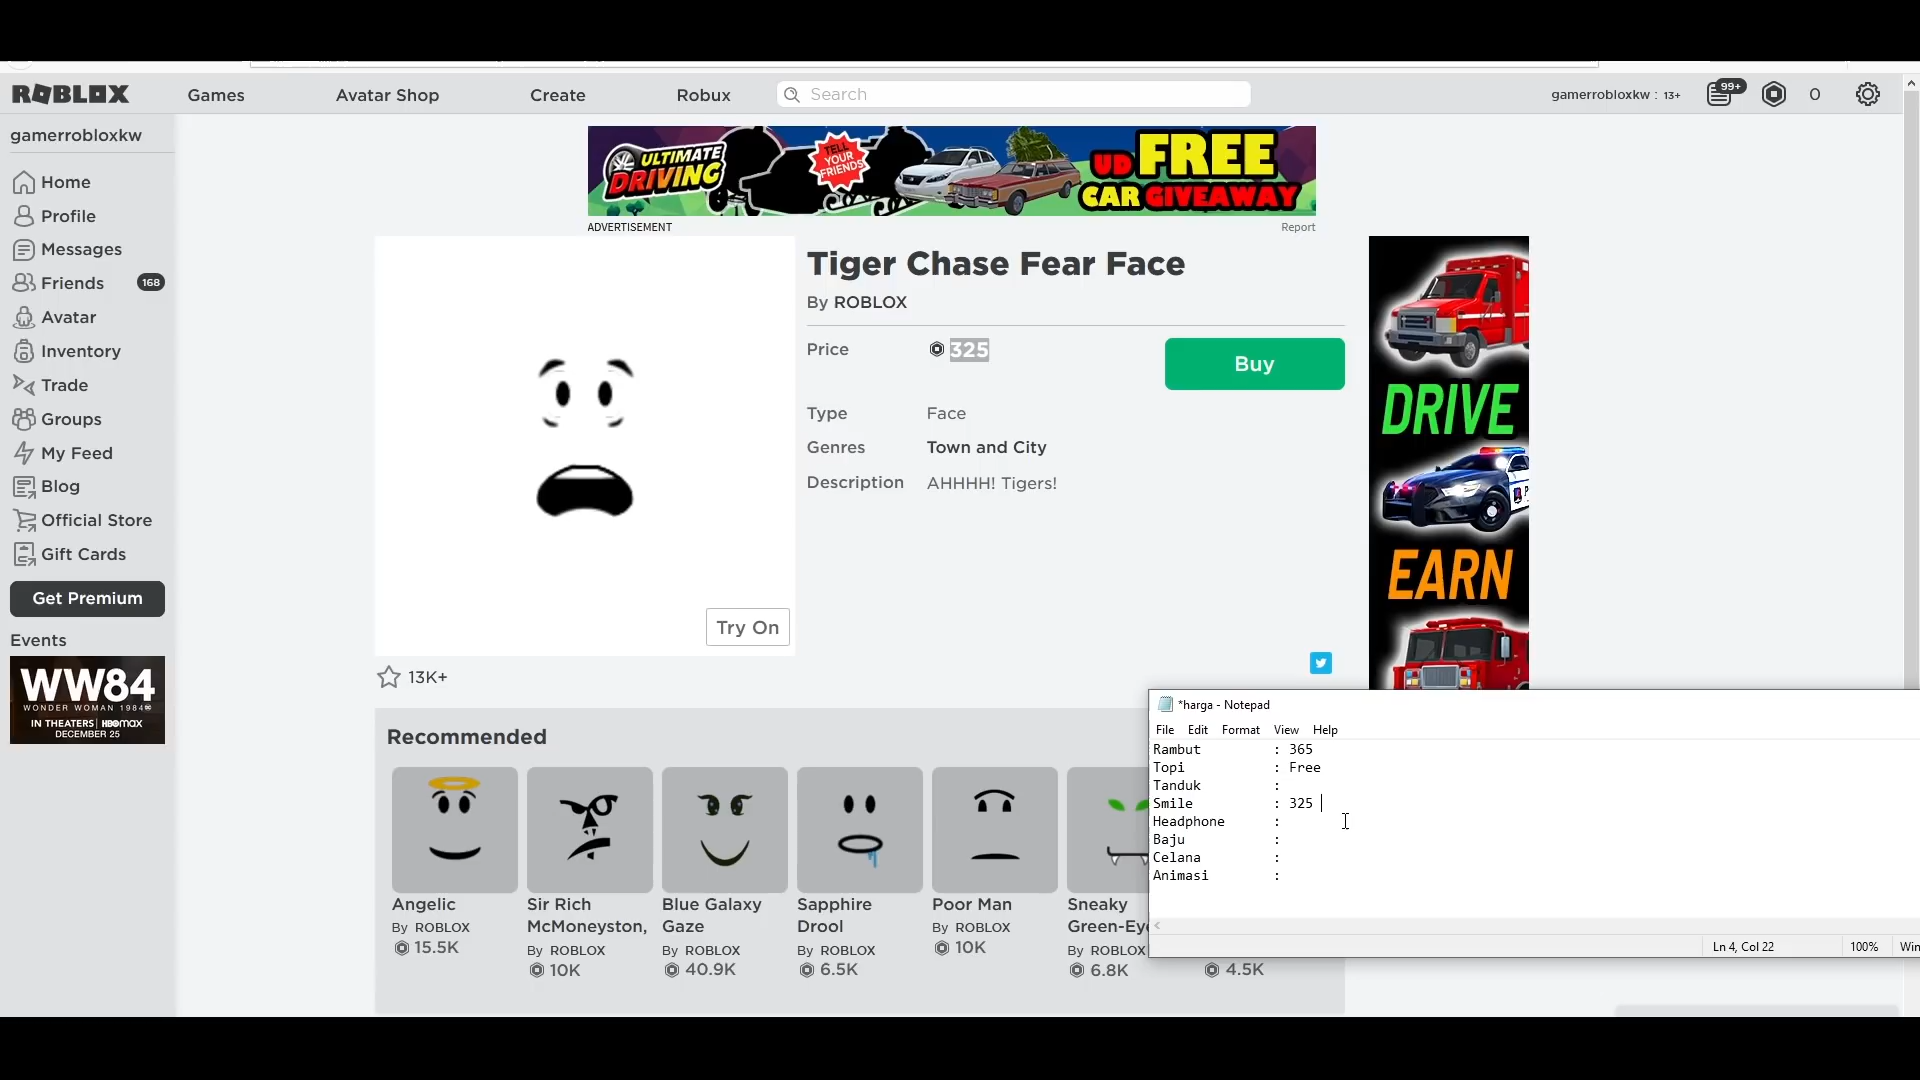 ROBLOX
Games
Avatar Shop
Create
Robux
Search
gamerrobloxkw : 13+
99+
0
gamerrobloxkw
Home
Profile
Messages
Friends
168
Avatar
Inventory
Trade
Groups
My Feed
Blog
Official Store
Gift Cards
Get Premium
Events
WW84
WONDER WOMAN 1984
IN THEATERS | HBOMAX
DECEMBER 25
ULTIMATE
DRIVING
TELL
YOUR
FRIENDS
UD FREE
CAR GIVEAWAY
ADVERTISEMENT
Report
Tiger Chase Fear Face
By ROBLOX
Price
325
Buy
Type
Face
Genres
Town and City
Description
AHHHH! Tigers!
Try On
13K+
DRIVE
EARN
Recommended
Angelic
By ROBLOX
15.5K
Sir Rich
McMoneyston,
By ROBLOX
10K
Blue Galaxy
Gaze
By ROBLOX
40.9K
Sapphire
Drool
By ROBLOX
6.5K
Poor Man
By ROBLOX
10K
Sneaky
Green-Eye
By ROBLOX
6.8K
4.5K
*harga - Notepad
File Edit Format View Help
Rambut : 365
Topi : Free
Tanduk :
Smile : 325
Headphone :
Baju :
Celana :
Animasi :
Ln 4, Col 22
100%
Win